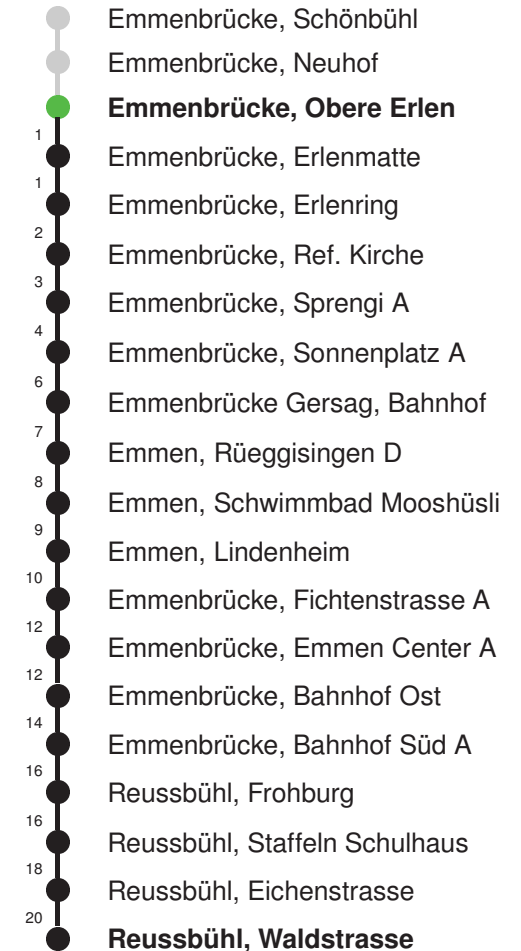 Emmenbrücke, Schönbühl
Emmenbrücke, Neuhof
Emmenbrücke, Obere Erlen
1 Emmenbrücke, Erlenmatte
1 Emmenbrücke, Erlenring
2 Emmenbrücke, Ref. Kirche
3 Emmenbrücke, Sprengi A
4 Emmenbrücke, Sonnenplatz A
6 Emmenbrücke Gersag, Bahnhof
7 Emmen, Rüeggisingen D
8 Emmen, Schwimmbad Mooshüsli
9 Emmen, Lindenheim
10 Emmenbrücke, Fichtenstrasse A
12 Emmenbrücke, Emmen Center A
12 Emmenbrücke, Bahnhof Ost
14 Emmenbrücke, Bahnhof Süd A
16 Reussbühl, Frohburg
16 Reussbühl, Staffeln Schulhaus
18 Reussbühl, Eichenstrasse
20 Reussbühl, Waldstrasse